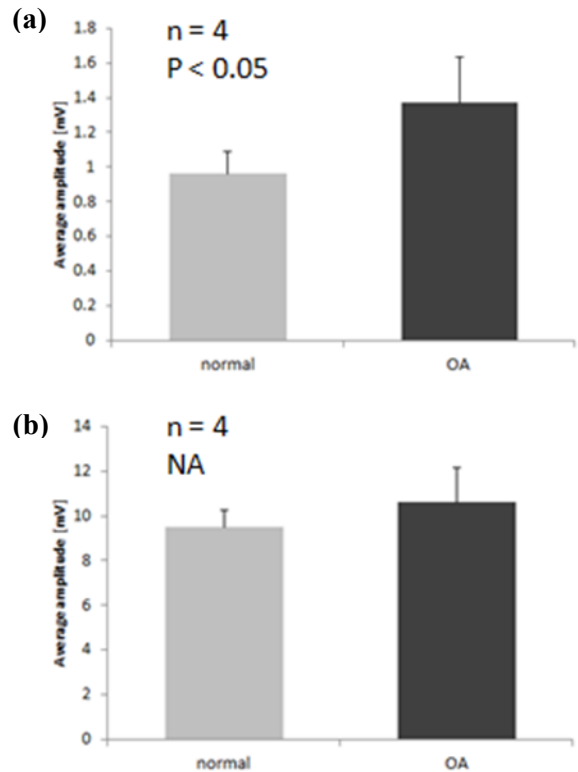 (a)
n = 4
P < 0.05
Average amplitude [mV]
1.8
1.6
1.4
1.2
1
0.8
0.6
0.4
0.2
0
normal OA
(b)
n = 4
NA
Average amplitude [mV]
14
12
10
8
6
4
2
0
normal OA